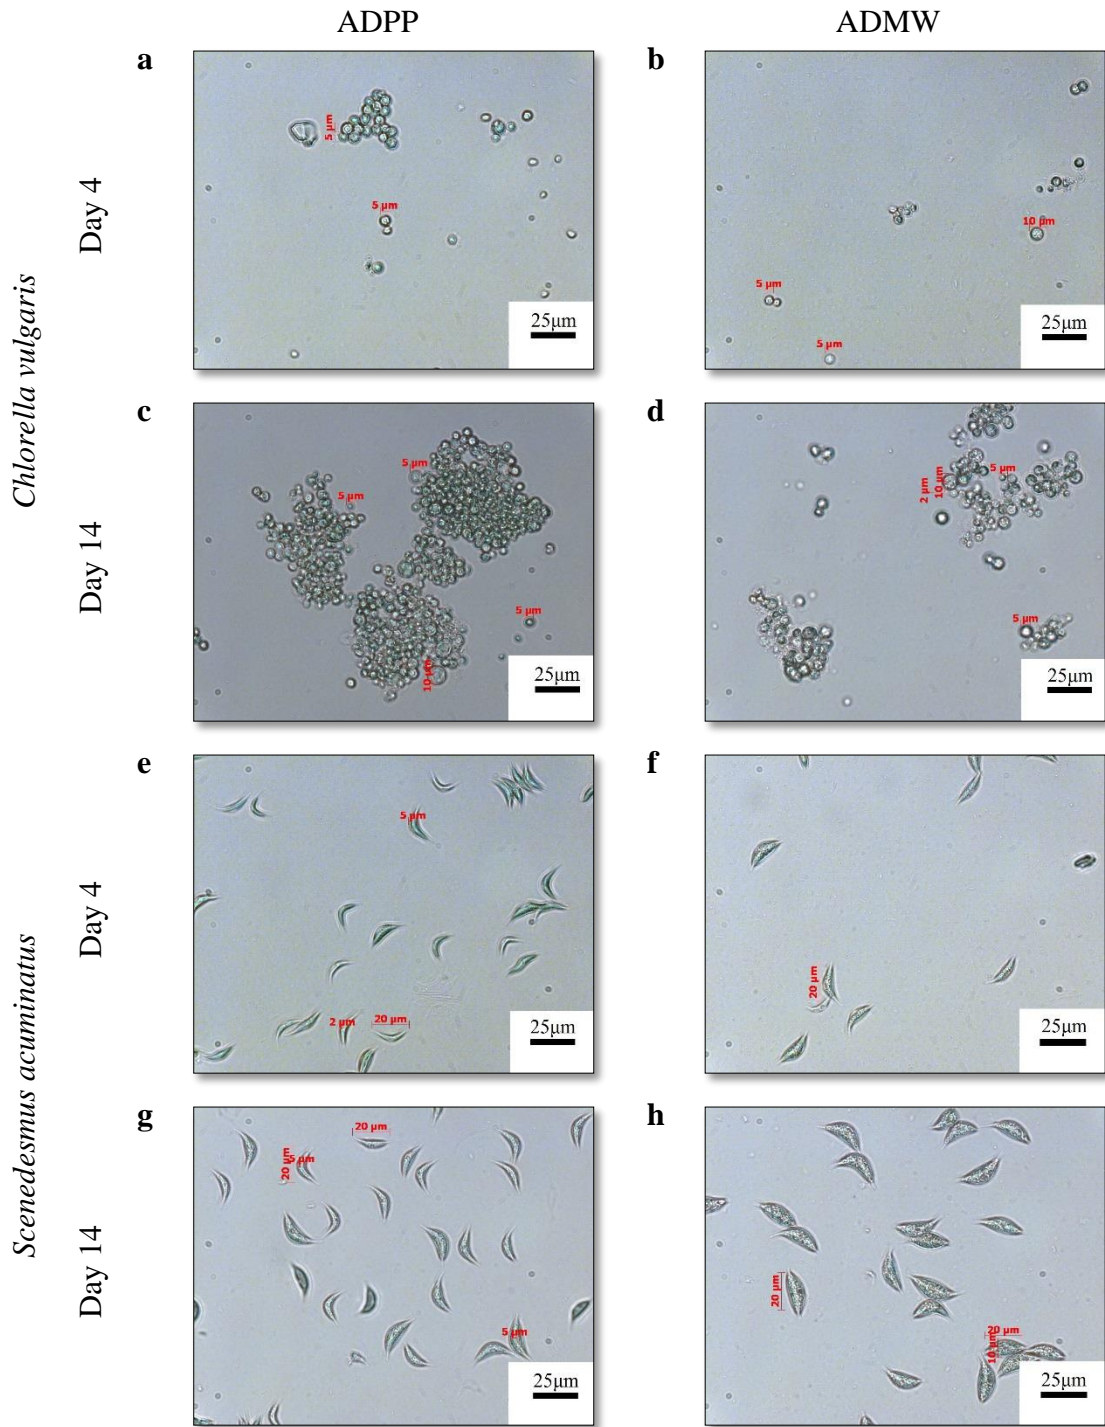 ADPP
ADMW
Chlorella vulgaris
Day 4
a
5 µm
5 µm
25µm
b
10 µm
5 µm
5 µm
25µm
Day 14
c
5 µm
5 µm
5 µm
10 µm
25µm
d
2 µm
10 µm
5 µm
5 µm
25µm
Scenedesmus acuminatus
Day 4
e
5 µm
2 µm
20 µm
25µm
f
20 µm
25µm
Day 14
g
20 µm
20 µm
5 µm
5 µm
25µm
h
20 µm
20 µm
10 µm
25µm